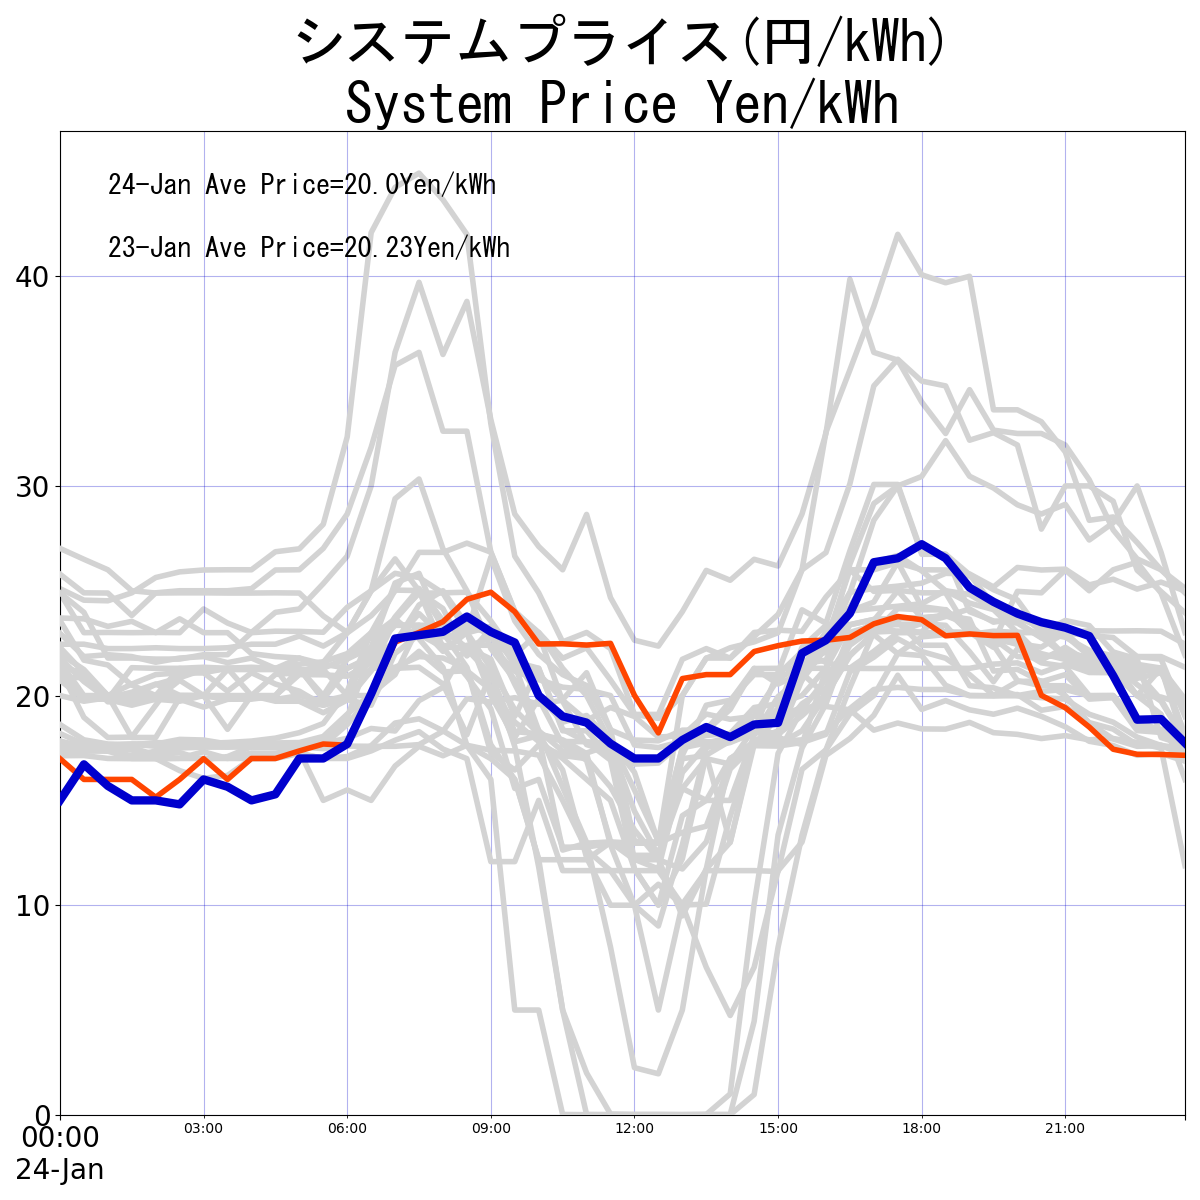 システムプライス(円/kWh)
System Price Yen/kWh
24-Jan Ave Price=20.0Yen/kWh
23-Jan Ave Price=20.23Yen/kWh
40
30
20
10
0
00:00 03:00 06:00 09:00 12:00 15:00 18:00 21:00
24-Jan